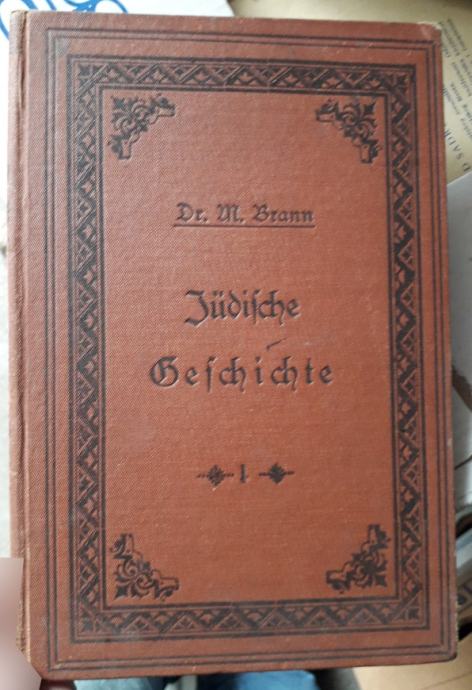 Dr. M. Brann
Jüdische
Geschichte
I.